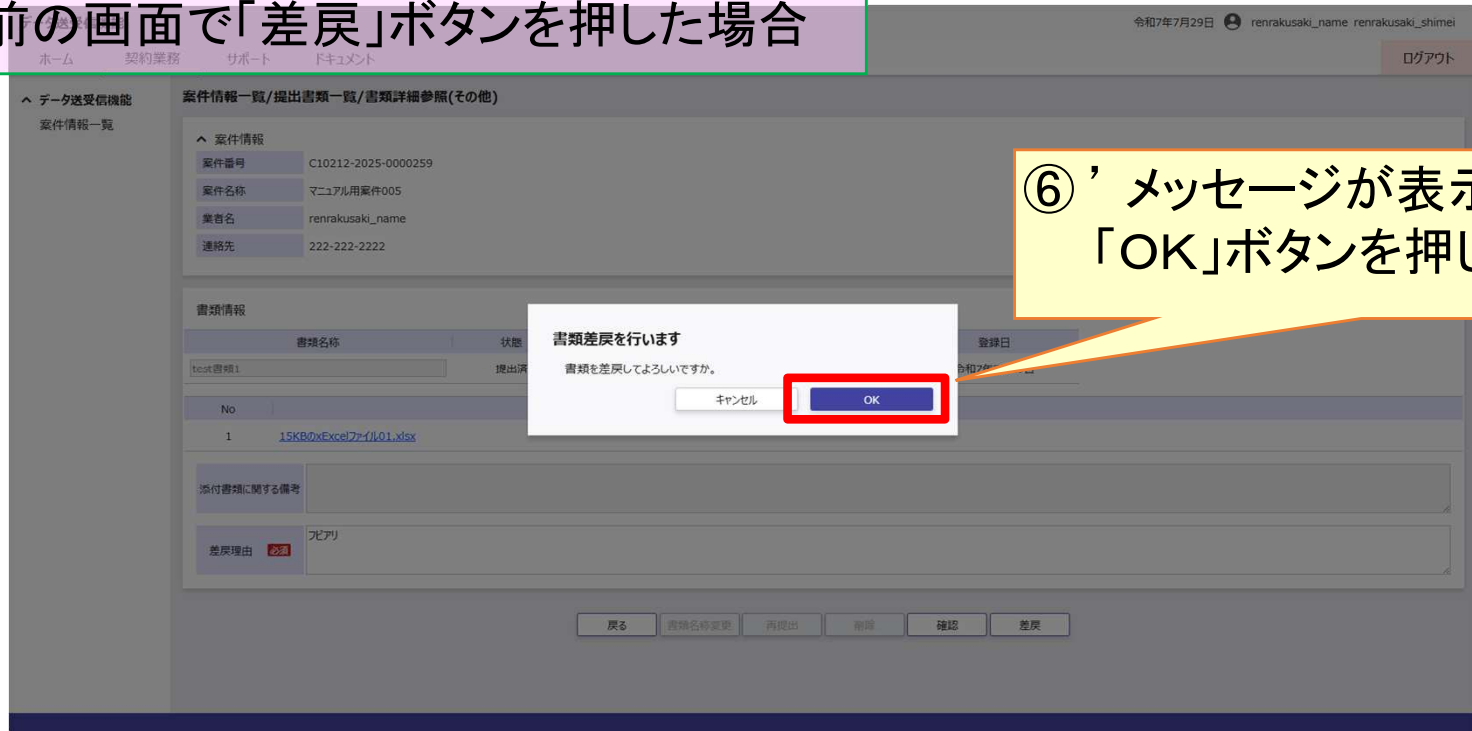 前の画面で「差戻」ボタンを押した場合
令和7年7月29日 renrakusaki_name renrakusaki_shimei
ホーム 契約業務 サポート ドキュメント
ログアウト
データ送受信機能
案件情報一覧
案件情報一覧/提出書類一覧/書類詳細参照(その他)
案件情報
案件番号 C10212-2025-0000259
案件名称 マニュアル用案件005
業者名 renrakusaki_name
連絡先 222-222-2222
⑥’メッセージが表示
「OK」ボタンを押し
書類情報
書類名称 状態 登録日
test書類1 提出済
書類差戻を行います
書類を差戻してよろしいですか。
キャンセル OK
No
1 15KBのxExcelファイル01.xlsx
添付書類に関する備考
差戻理由 必須 フビアリ
戻る 書類名称変更 再提出 削除 確認 差戻